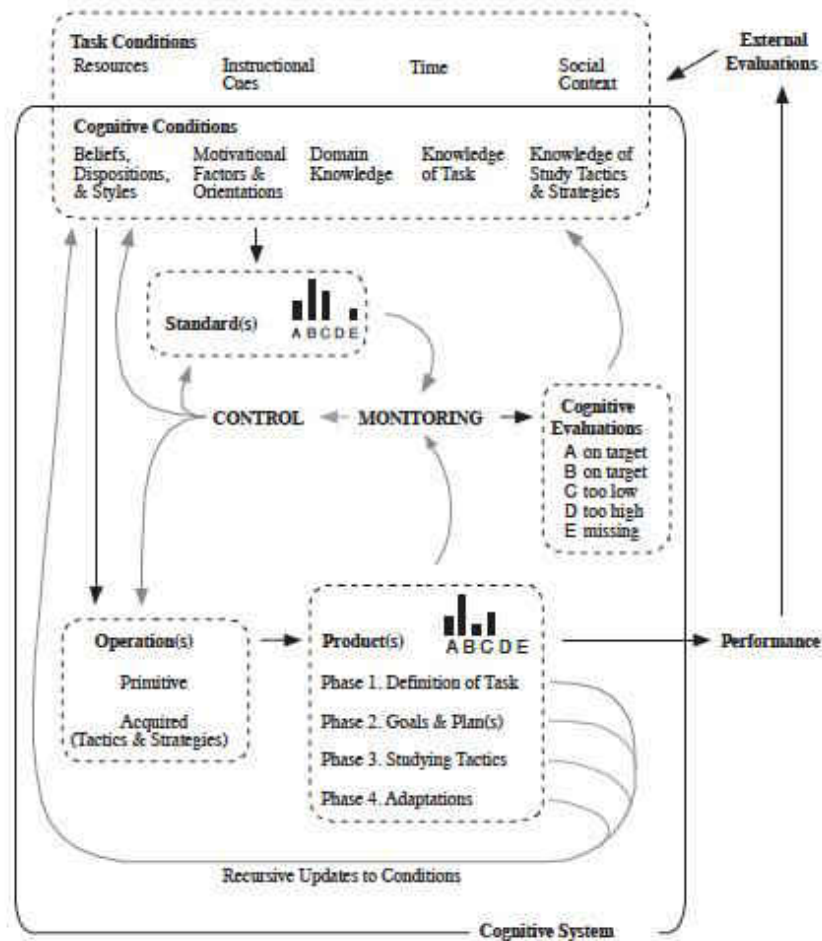 Task Conditions
Resources
Instructional
Cues
Time
Social
Context
External
Evaluations
Cognitive Conditions
Beliefs,
Dispositions,
& Styles
Motivational
Factors &
Orientations
Domain
Knowledge
Knowledge
of Task
Knowledge of
Study Tactics
& Strategies
Standard(s)
A B C D E
CONTROL
MONITORING
Cognitive
Evaluations
A on target
B on target
C too low
D too high
E missing
Operation(s)
Primitive
Acquired
(Tactics & Strategies)
Product(s)
A B C D E
Phase 1. Definition of Task
Phase 2. Goals & Plan(s)
Phase 3. Studying Tactics
Phase 4. Adaptations
Performance
Recursive Updates to Conditions
Cognitive System